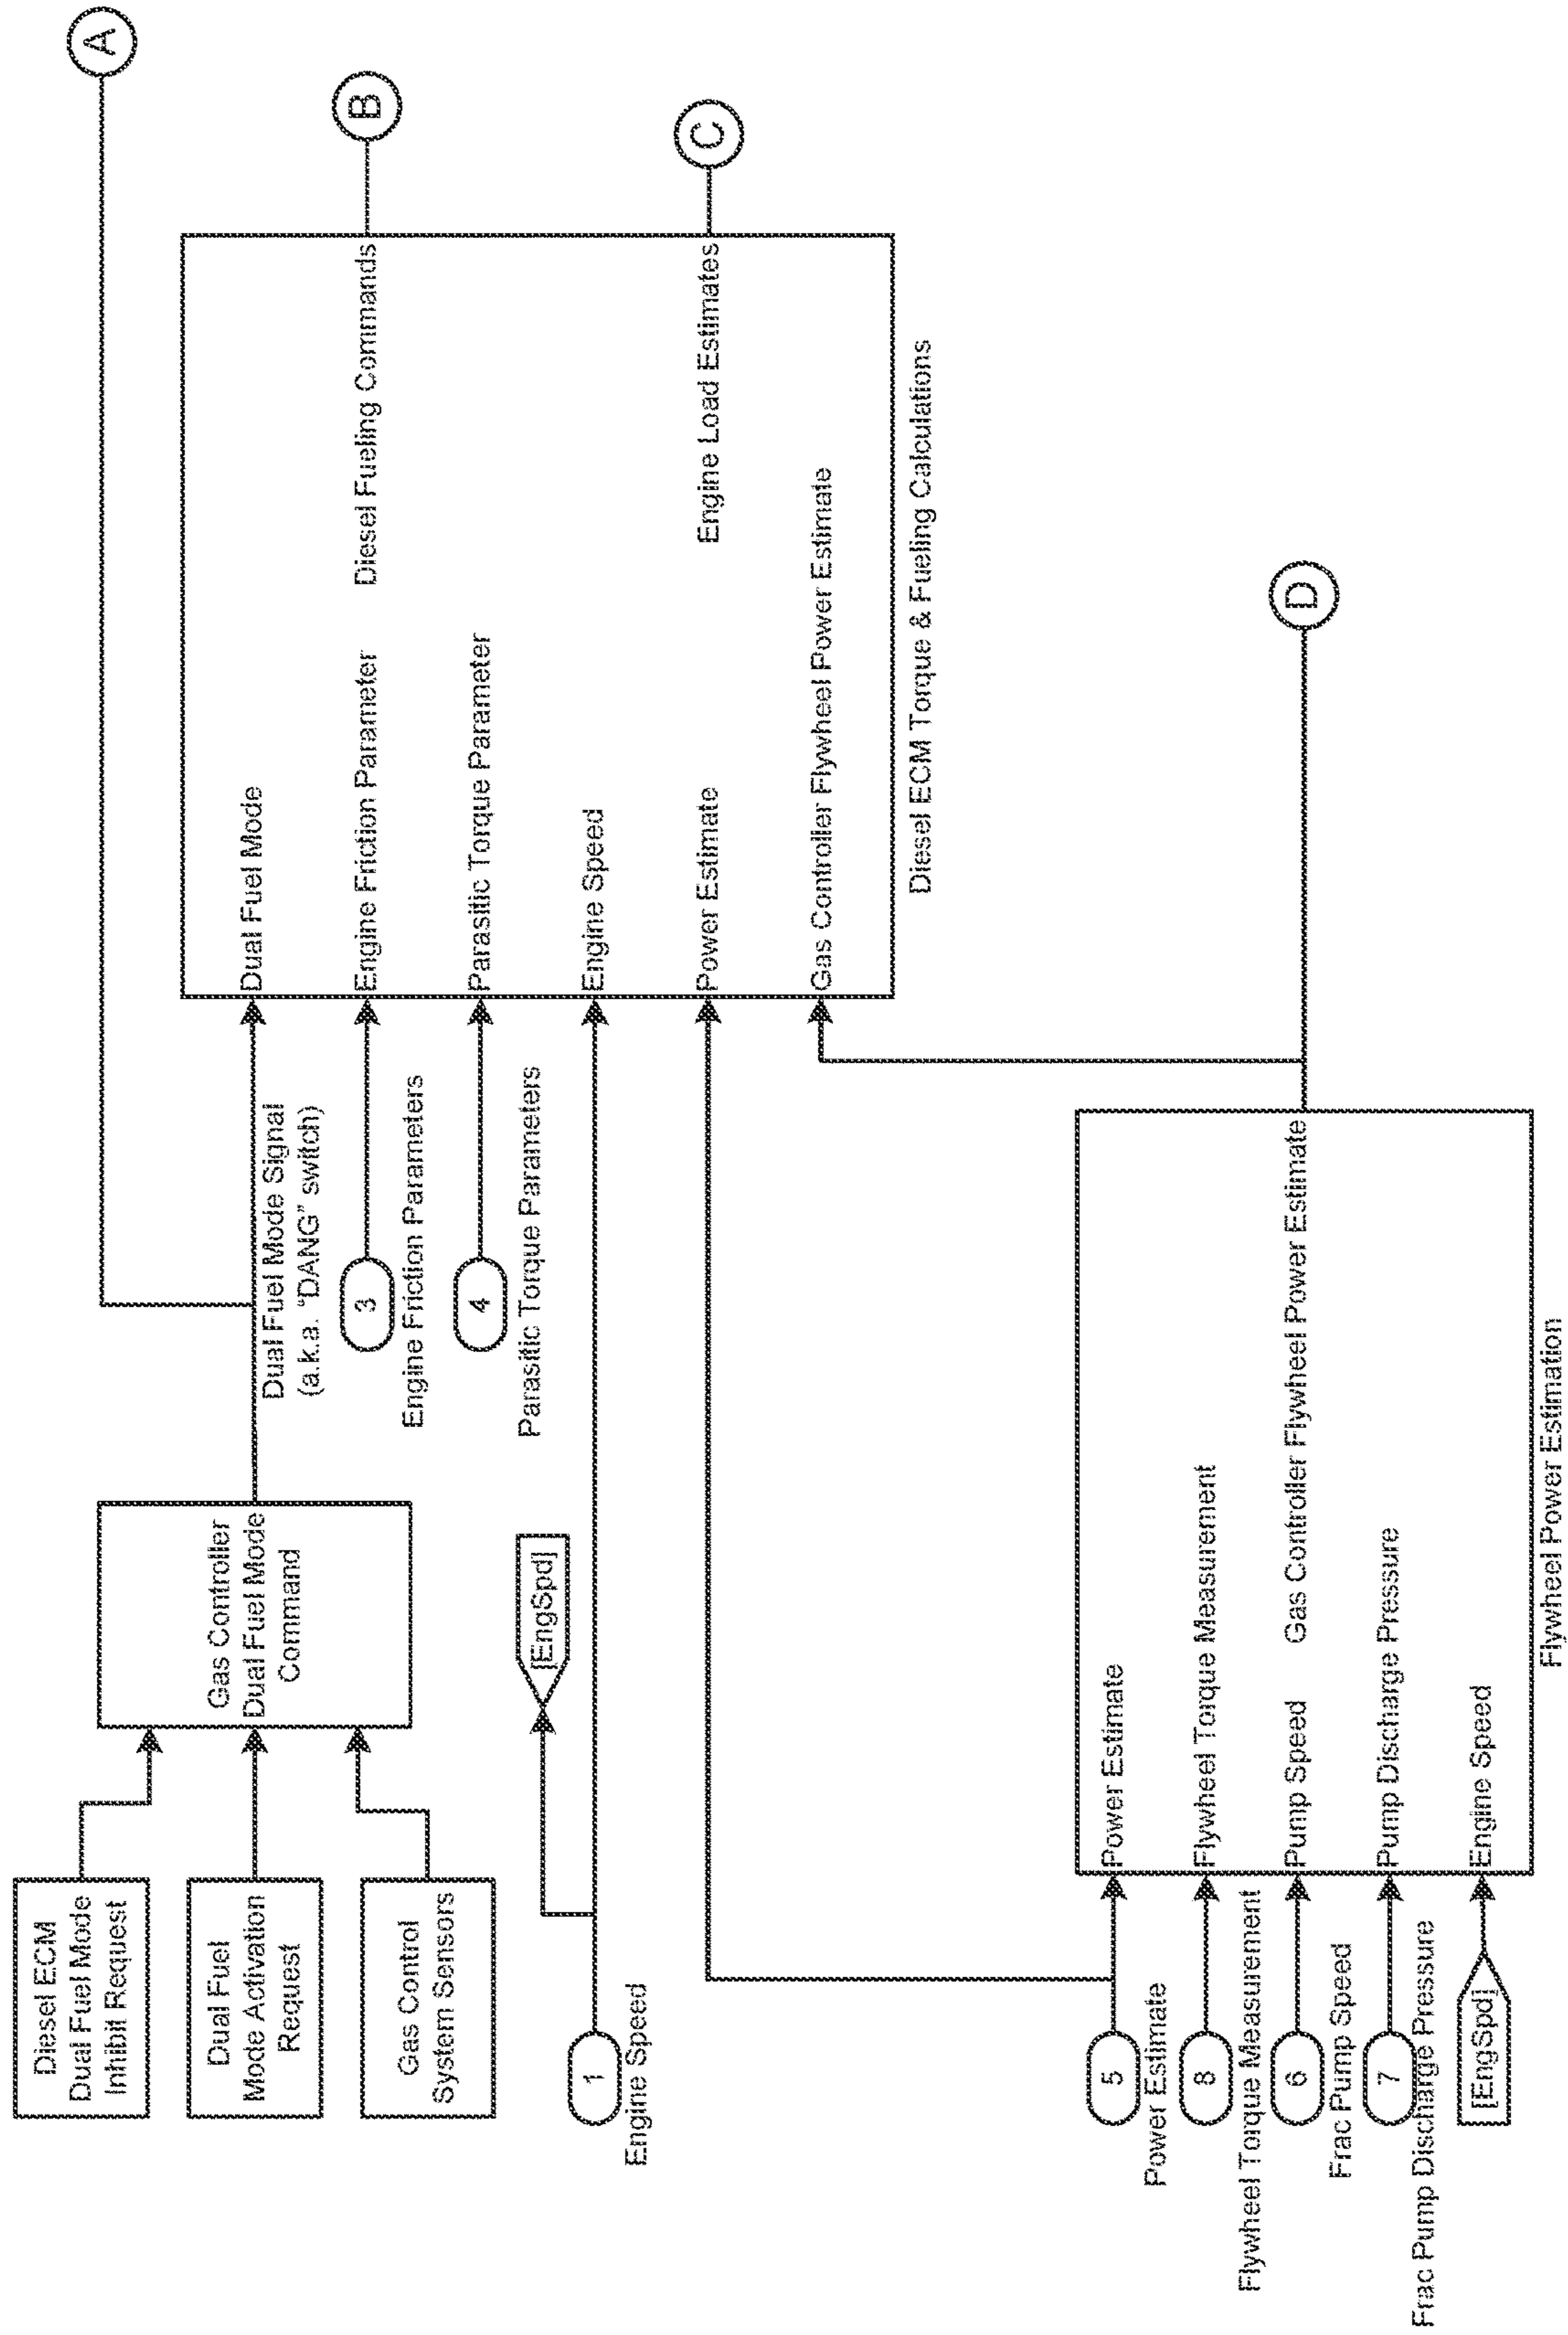 Diesel ECM
Dual Fuel Mode
Inhibit Request
Dual Fuel
Mode Activation
Request
Gas Control
System Sensors
Gas Controller
Dual Fuel Mode
Command
Dual Fuel Mode Signal
(a.k.a. "DANG" switch)
A
3
Engine Friction Parameters
4
Parasitic Torque Parameters
[EngSpd]
1
Engine Speed
Dual Fuel Mode
Engine Friction Parameter
Diesel Fueling Commands
Parasitic Torque Parameter
Engine Speed
Power Estimate
Engine Load Estimates
Gas Controller Flywheel Power Estimate
Diesel ECM Torque & Fueling Calculations
B
C
5
Power Estimate
8
Flywheel Torque Measurement
6
Frac Pump Speed
7
Frac Pump Discharge Pressure
[EngSpd]
Power Estimate
Flywheel Torque Measurement
Pump Speed
Gas Controller Flywheel Power Estimate
Pump Discharge Pressure
Engine Speed
Flywheel Power Estimation
D